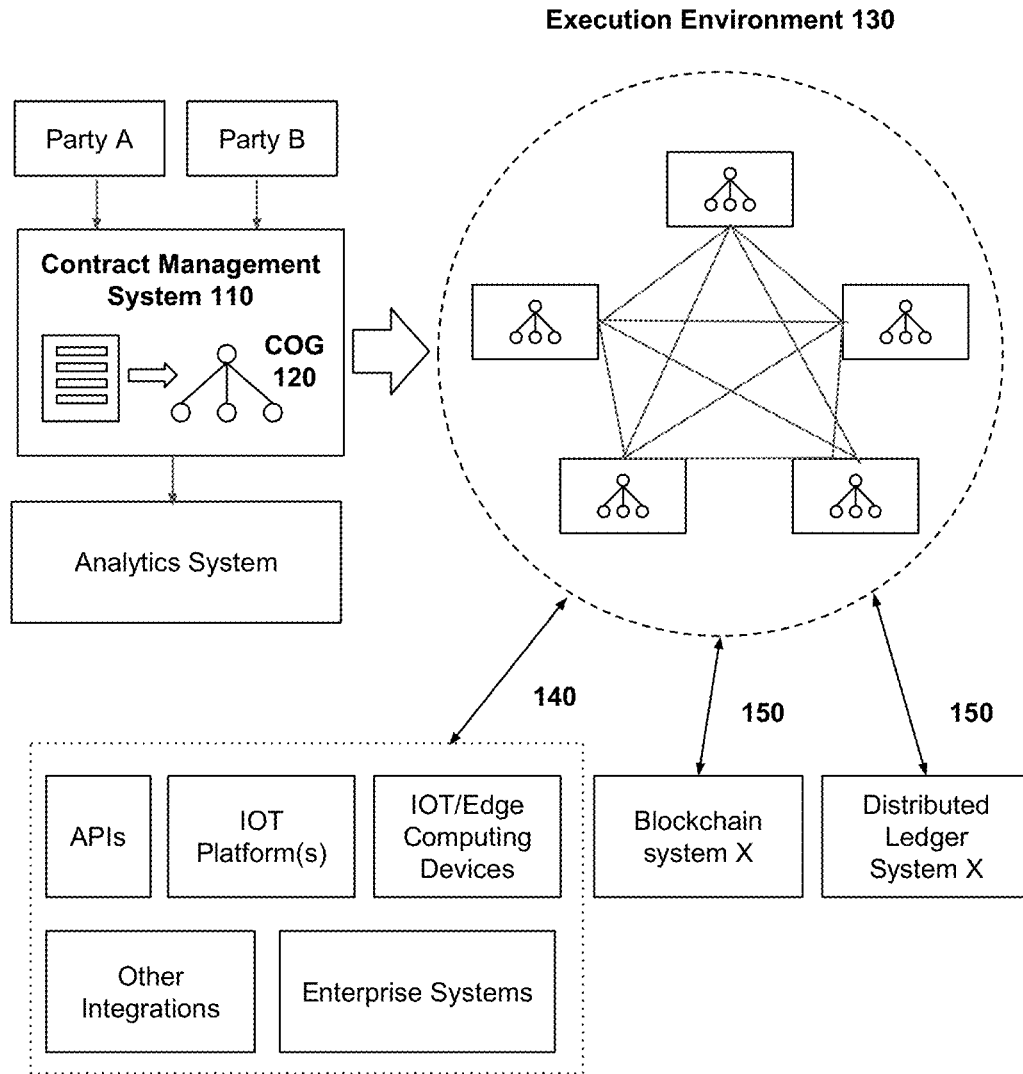 Execution Environment 130
Party A
Party B
Contract Management
System 110
COG
120
Analytics System
140
150
150
APIs
IOT
Platform(s)
IOT/Edge
Computing
Devices
Blockchain
system X
Distributed
Ledger
System X
Other
Integrations
Enterprise Systems